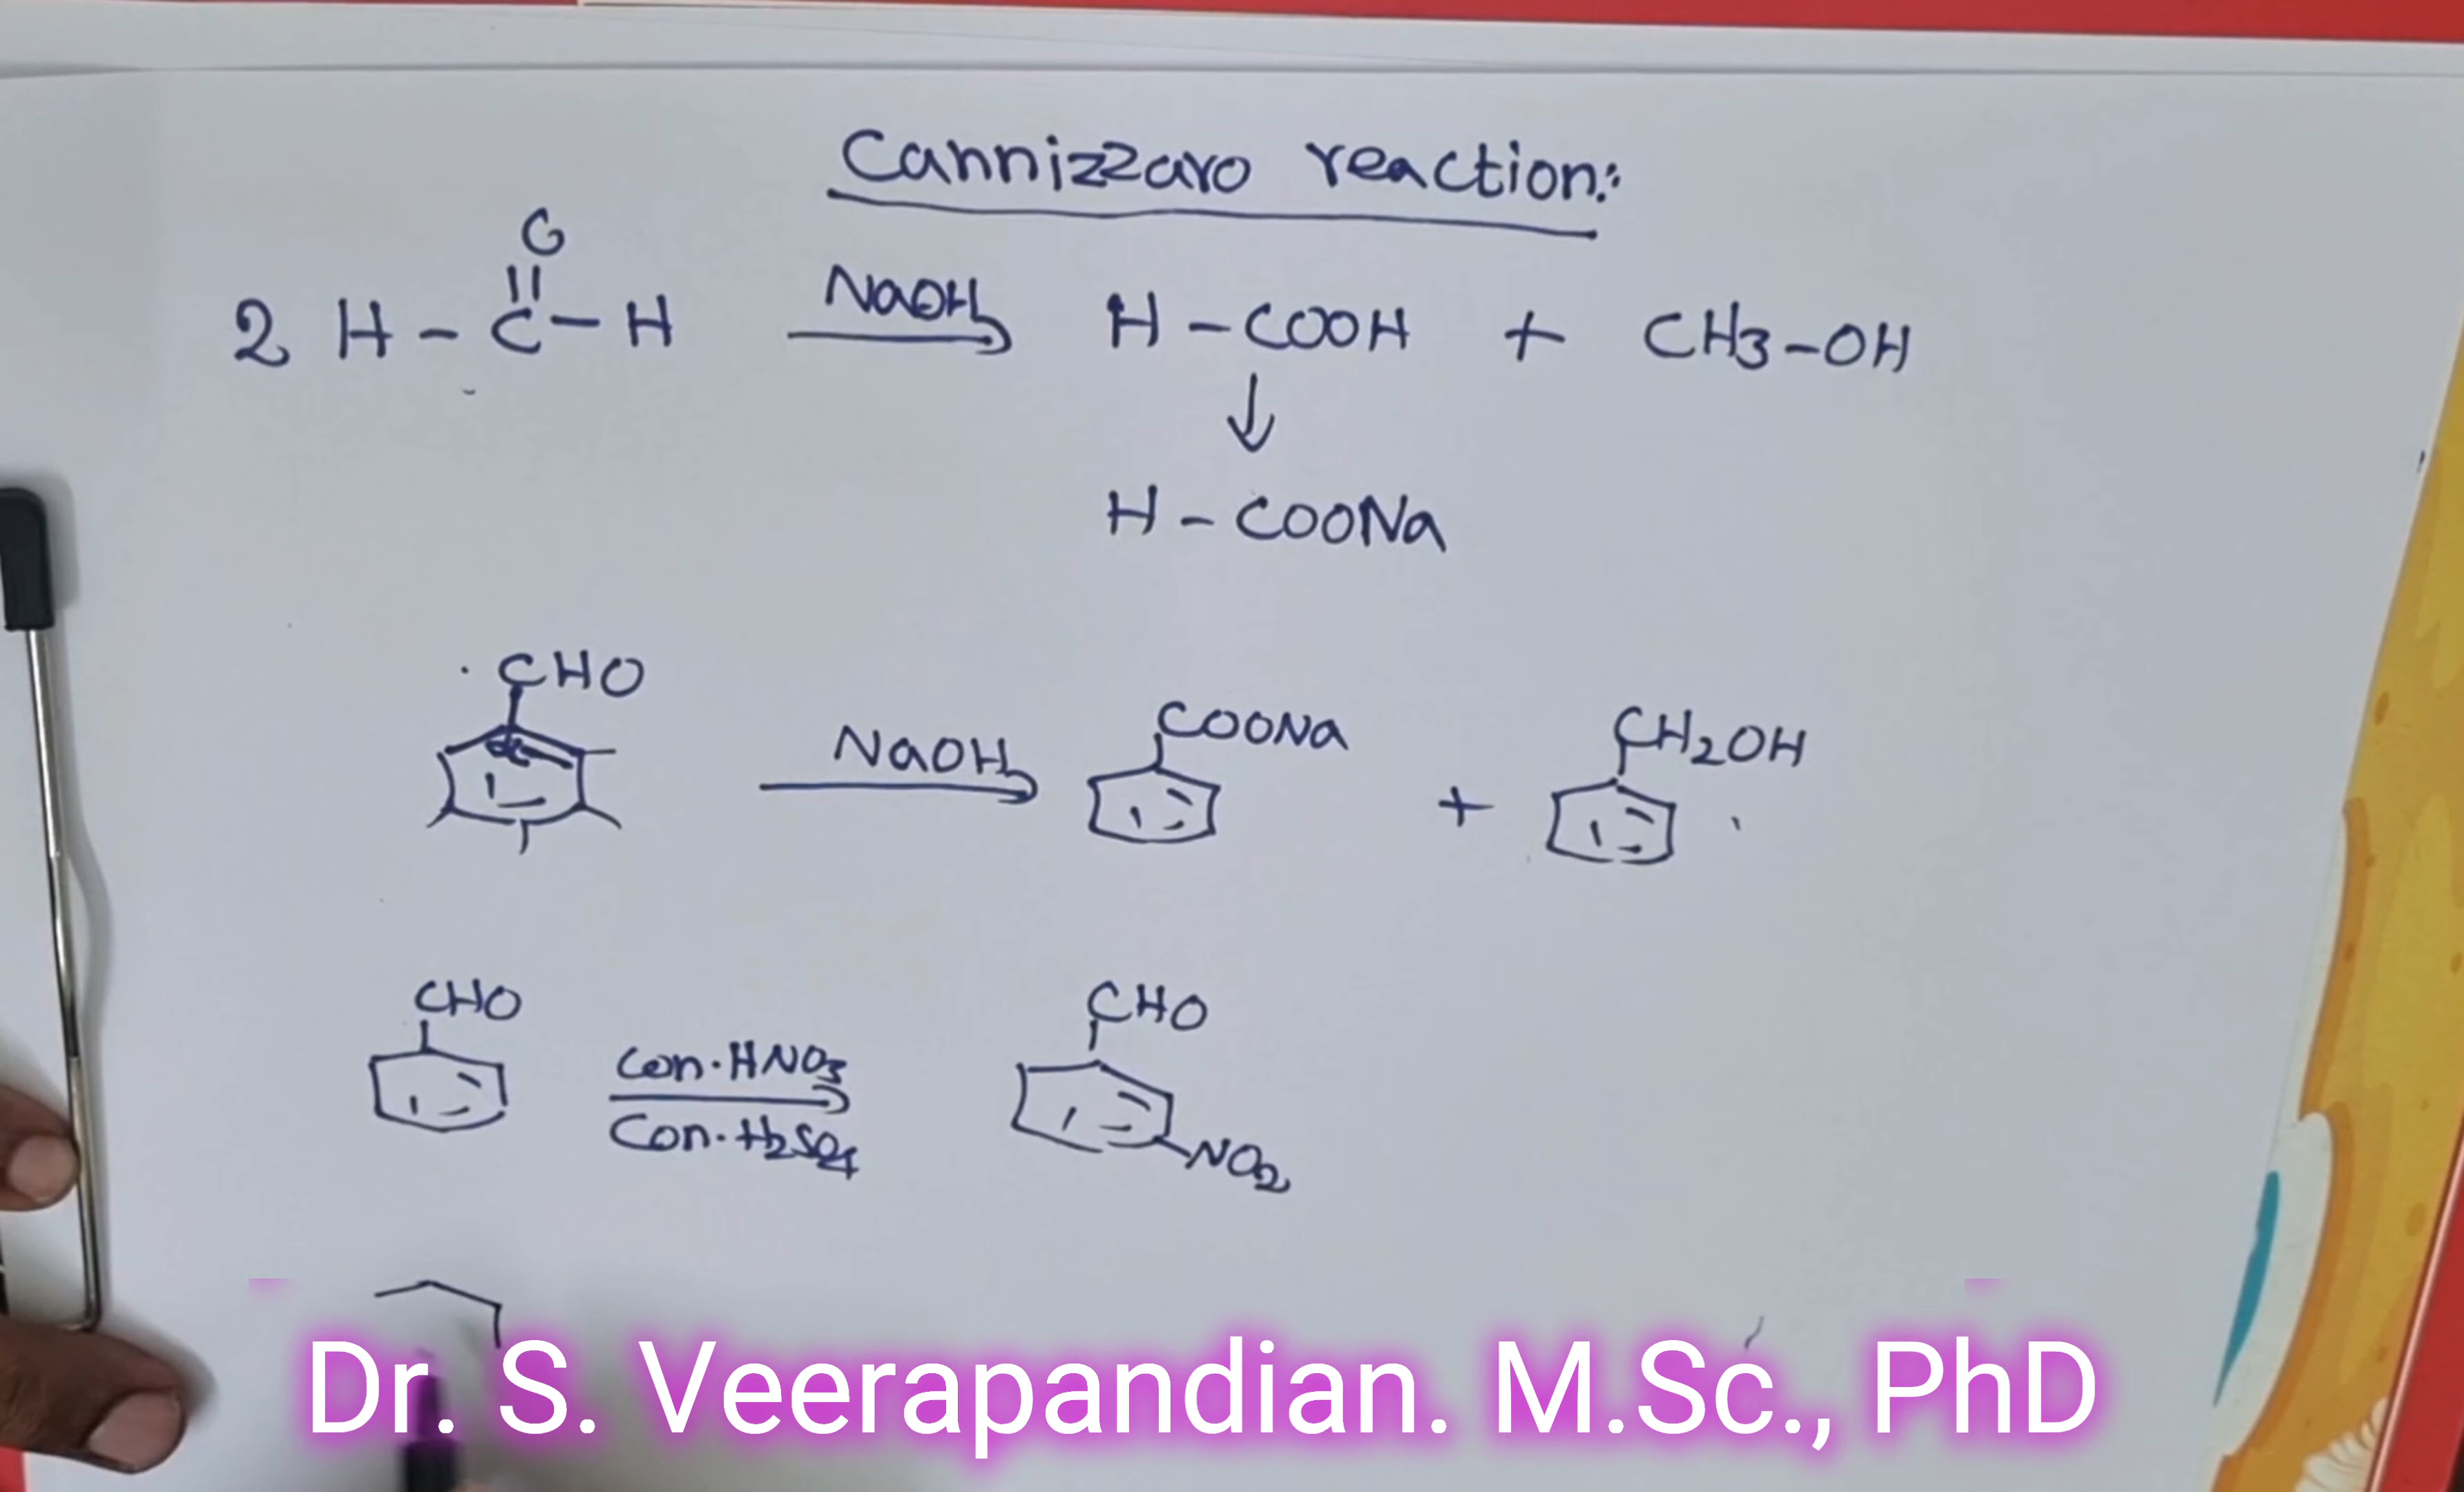 Cannizzaro reaction:
O
2 H - C - H NaOH H - COOH + CH3-OH
H - COONa
CHO
NaOH COONa + CH2OH
CHO
Con. HNO3
Con. H2SO4
CHO
NO2
Dr. S. Veerapandian. M.Sc., PhD